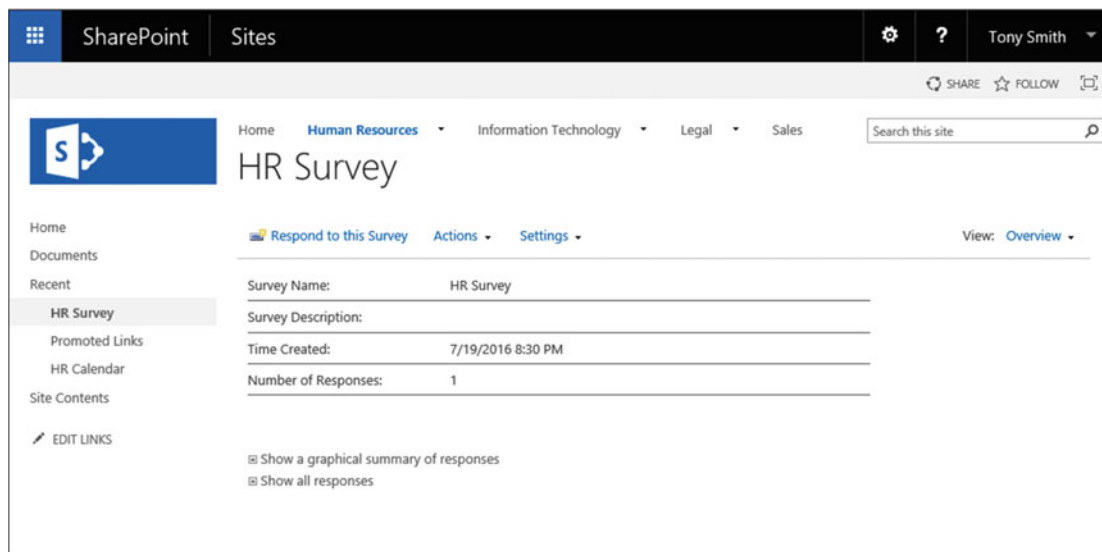 SharePoint Sites ? Tony Smith
SHARE FOLLOW
S
Home Human Resources Information Technology Legal Sales Search this site
HR Survey
Home
Documents
Recent
HR Survey
Promoted Links
HR Calendar
Site Contents
EDIT LINKS
Respond to this Survey Actions Settings View: Overview
Survey Name: HR Survey
Survey Description:
Time Created: 7/19/2016 8:30 PM
Number of Responses: 1
Show a graphical summary of responses
Show all responses